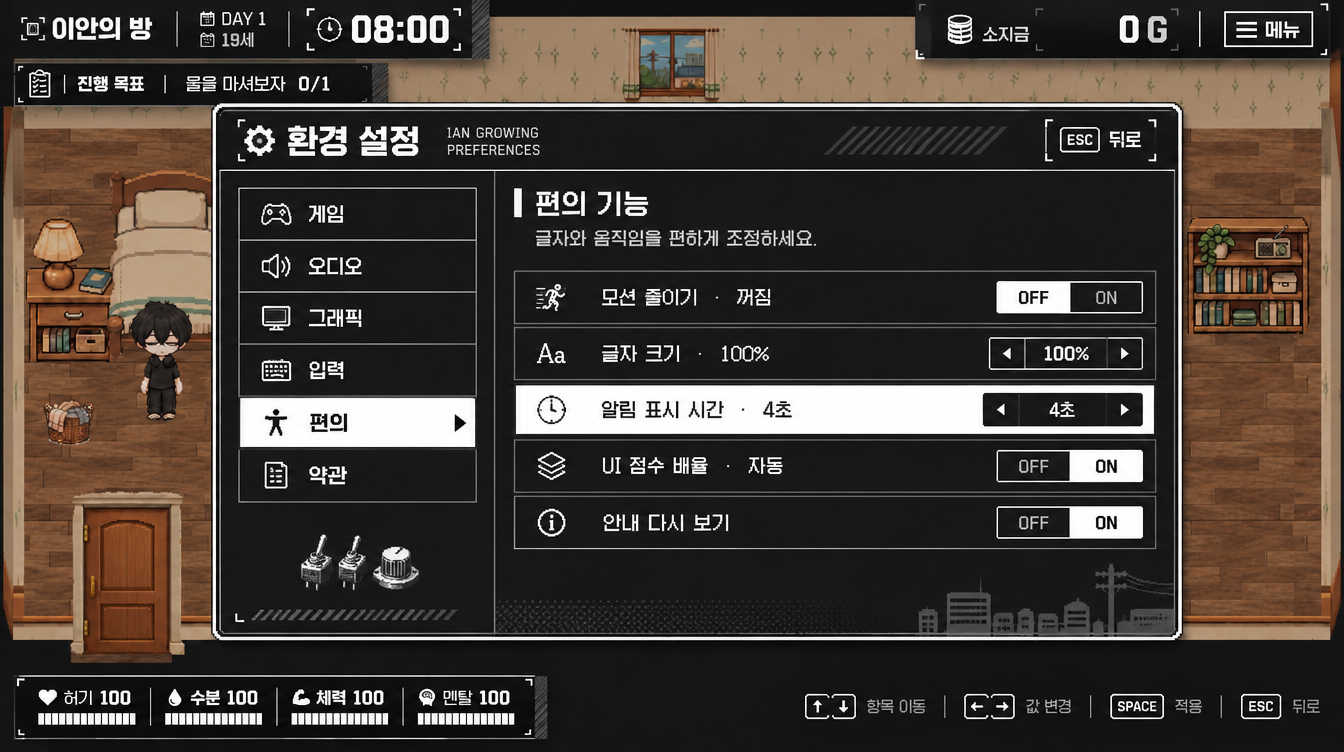 이안의 방
DAY 1
19세
08:00
소지금
0 G
메뉴
진행 목표
물을 마셔보자 0/1
환경 설정
IAN GROWING
PREFERENCES
ESC 뒤로
게임
오디오
그래픽
입력
편의
약관
편의 기능
글자와 움직임을 편하게 조정하세요.
모션 줄이기 · 꺼짐
OFF ON
Aa 글자 크기 · 100%
100%
알림 표시 시간 · 4초
4초
UI 점수 배율 · 자동
OFF ON
안내 다시 보기
OFF ON
허기 100
수분 100
체력 100
멘탈 100
항목 이동
값 변경
SPACE 적용
ESC 뒤로